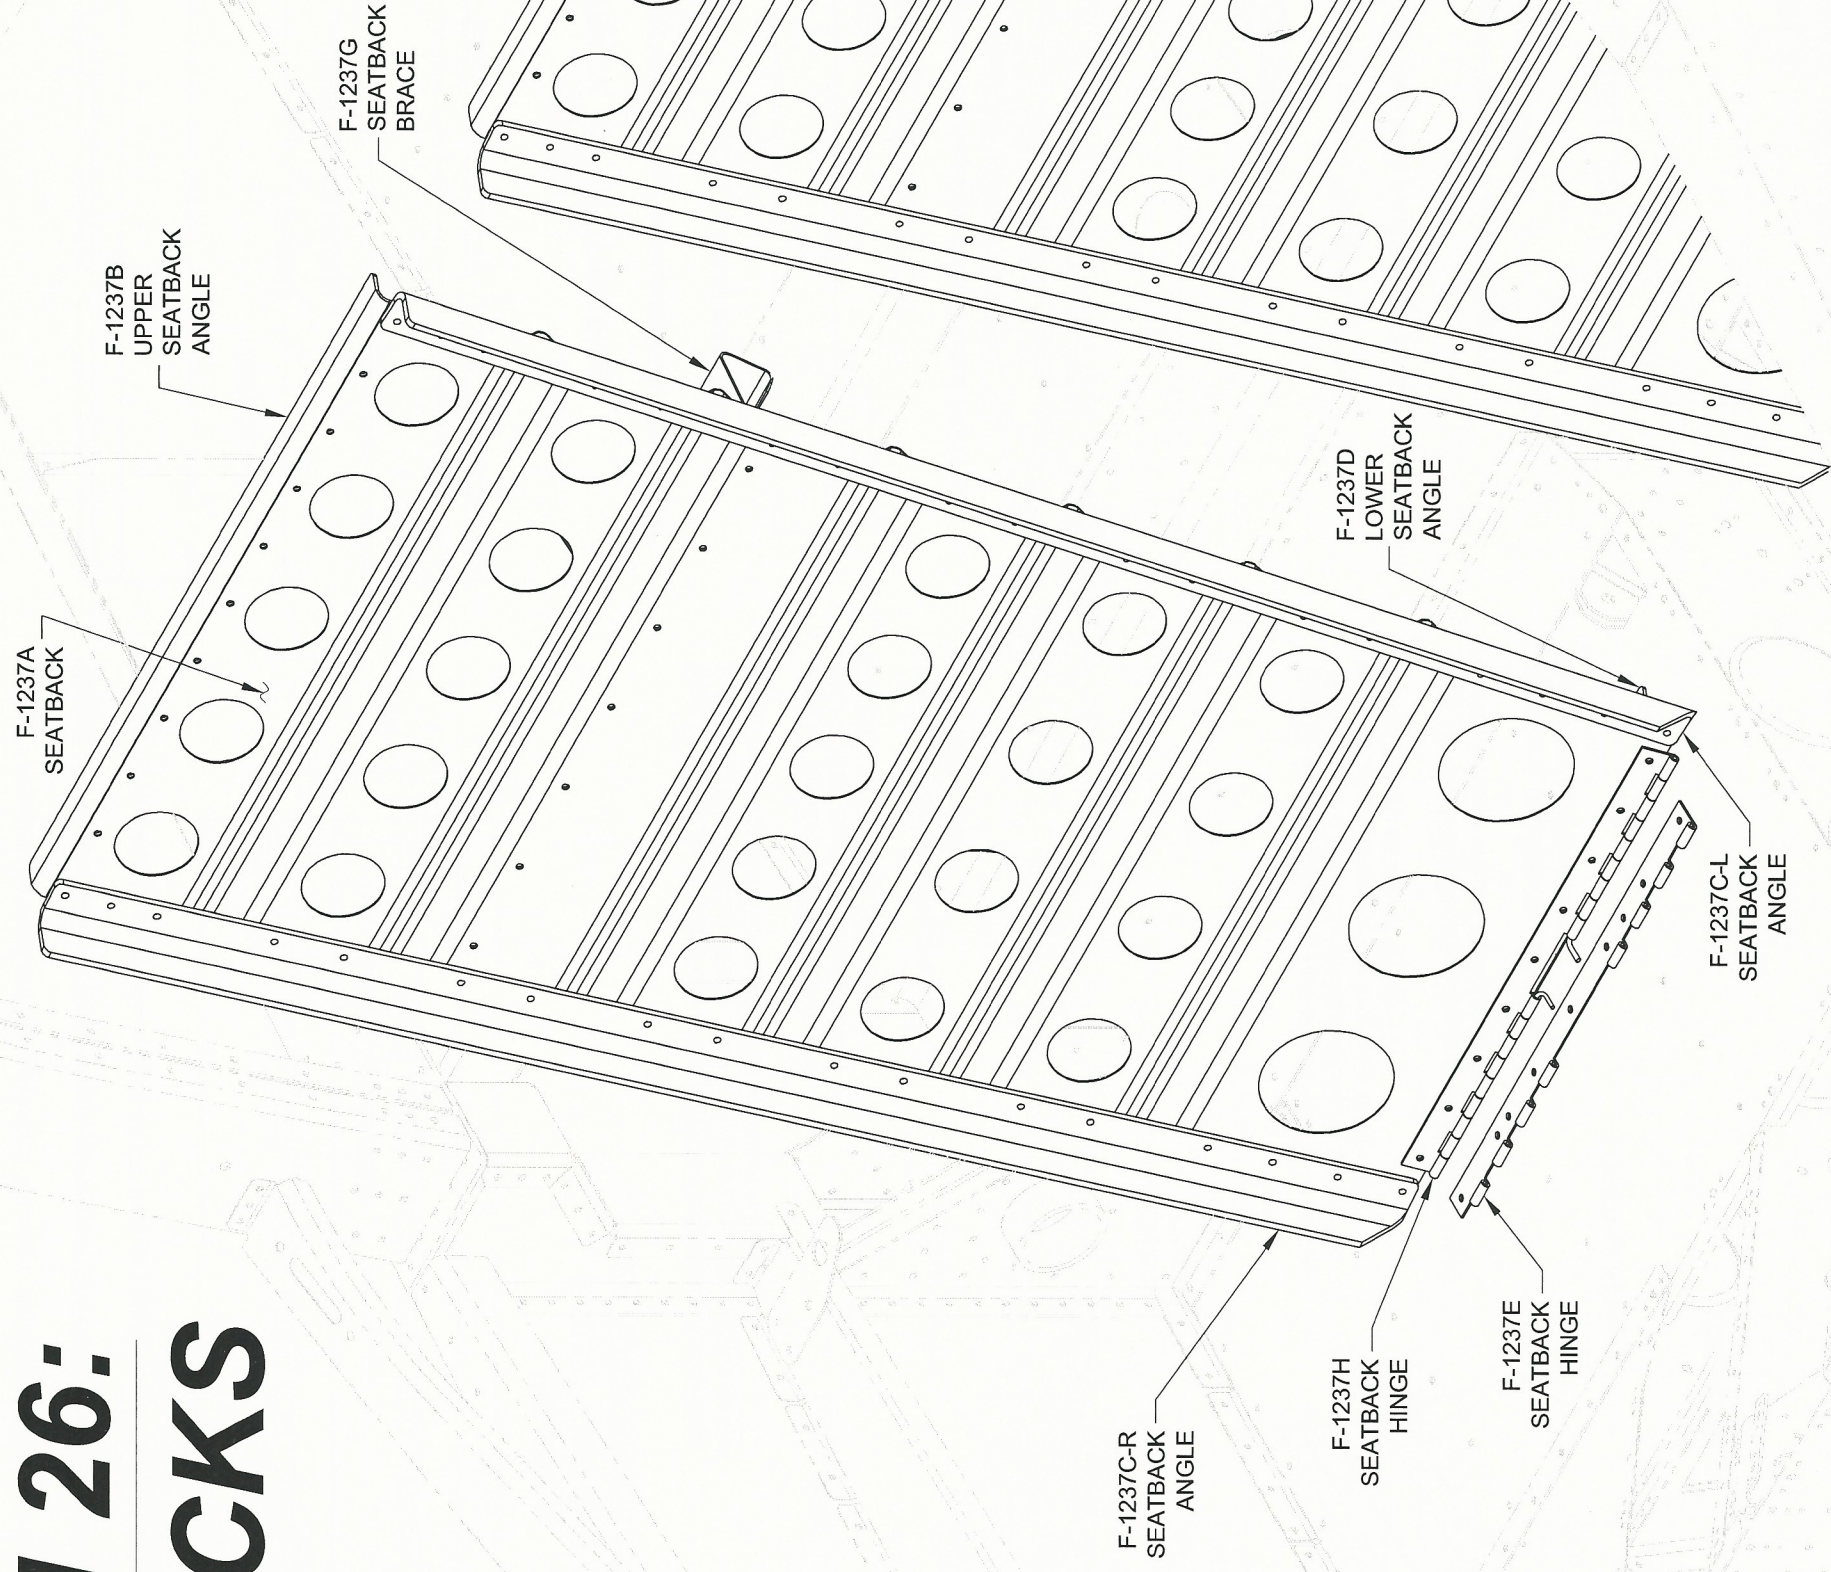 26:
CKS
F-1237A
SEATBACK
F-1237B
UPPER
SEATBACK
ANGLE
F-1237G
SEATBACK
BRACE
F-1237D
LOWER
SEATBACK
ANGLE
F-1237C-L
SEATBACK
ANGLE
F-1237C-R
SEATBACK
ANGLE
F-1237H
SEATBACK
HINGE
F-1237E
SEATBACK
HINGE